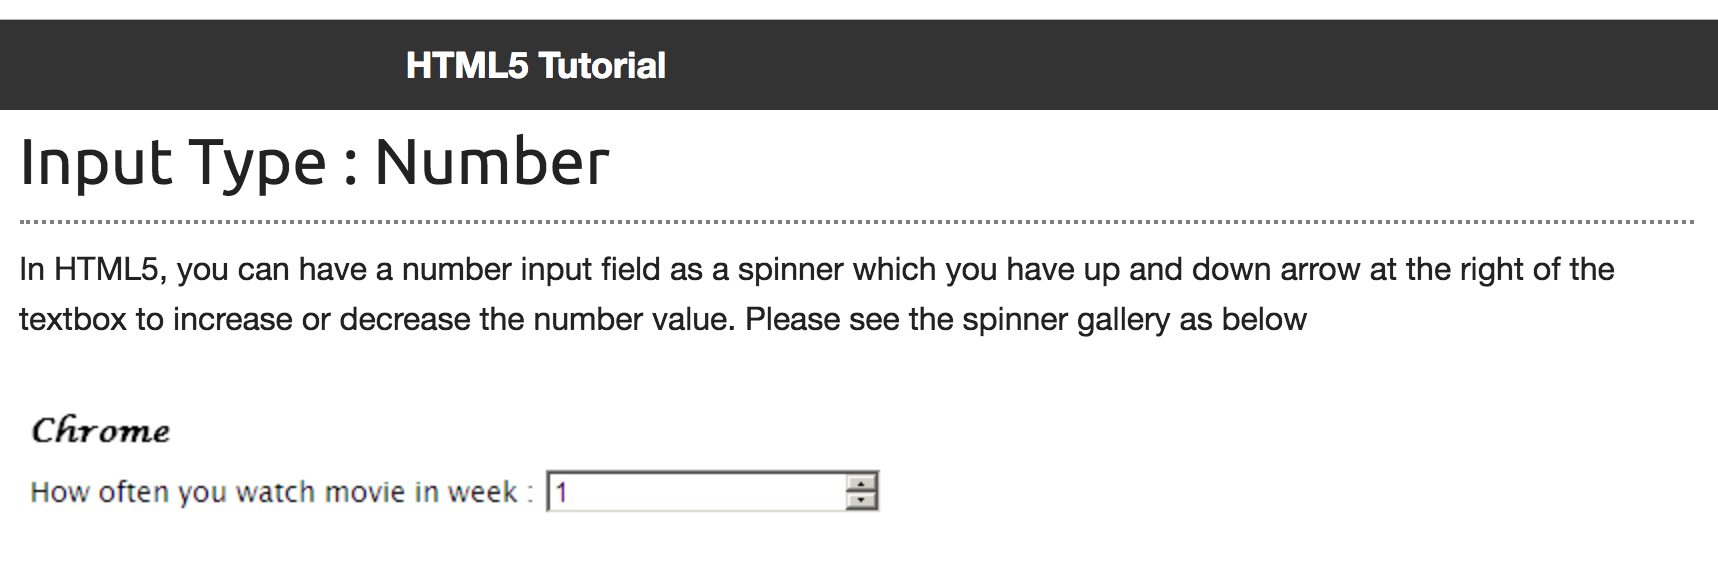 HTML5 Tutorial
Input Type : Number
In HTML5, you can have a number input field as a spinner which you have up and down arrow at the right of the
textbox to increase or decrease the number value. Please see the spinner gallery as below
Chrome
How often you watch movie in week : 1